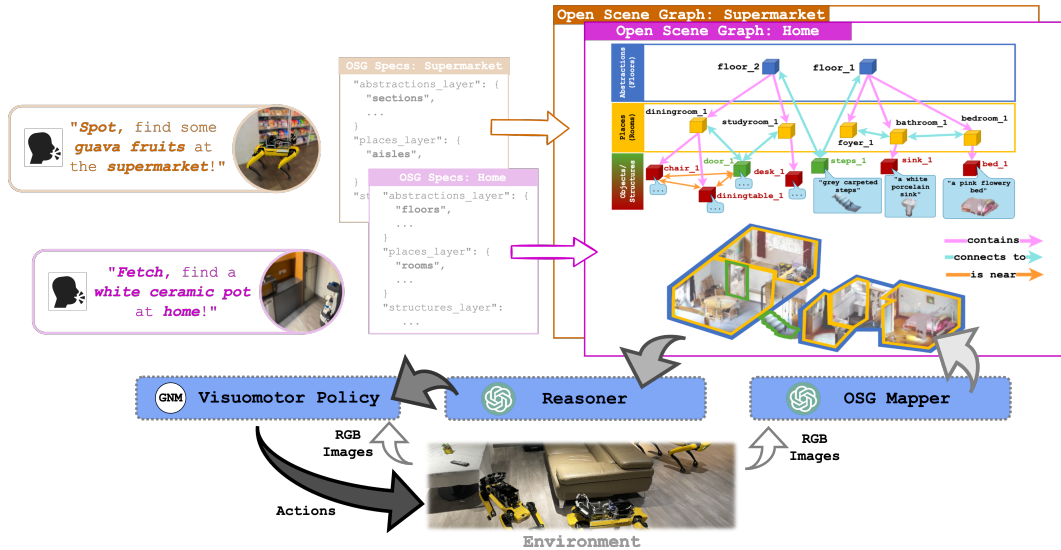 Open Scene Graph: Supermarket
Open Scene Graph: Home
Abstractions
(Floors)
floor_2
floor_1
Places
(Rooms)
diningroom_1
studyroom_1
foyer_1
bathroom_1
bedroom_1
Objects/
Structures
chair_1
door_1
desk_1
diningtable_1
steps_1
sink_1
bed_1
...
...
...
...
"grey carpeted
steps"
"a white
porcelain
sink"
"a pink flowery
bed"
contains
connects to
is near
OSG Specs: Supermarket
"abstractions_layer": {
"sections",
...
}
"places_layer": {
"aisles",
}
"st
OSG Specs: Home
"abstractions_layer": {
"floors",
...
}
"places_layer": {
"rooms",
...
}
"structures_layer":
...
"Spot, find some
guava fruits at
the supermarket!"
"Fetch, find a
white ceramic pot
at home!"
GNM
Visuomotor Policy
Reasoner
OSG Mapper
RGB
Images
RGB
Images
Actions
Environment